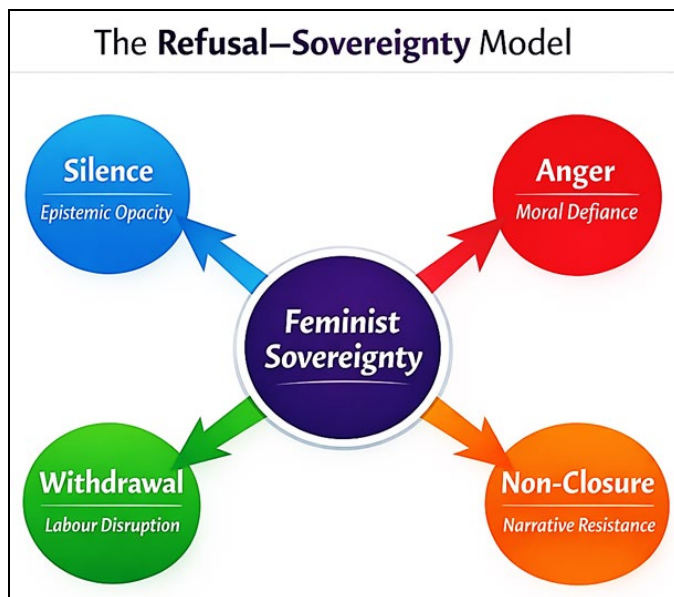 The Refusal–Sovereignty Model
Silence
Epistemic Opacity
Anger
Moral Defiance
Feminist
Sovereignty
Withdrawal
Labour Disruption
Non-Closure
Narrative Resistance